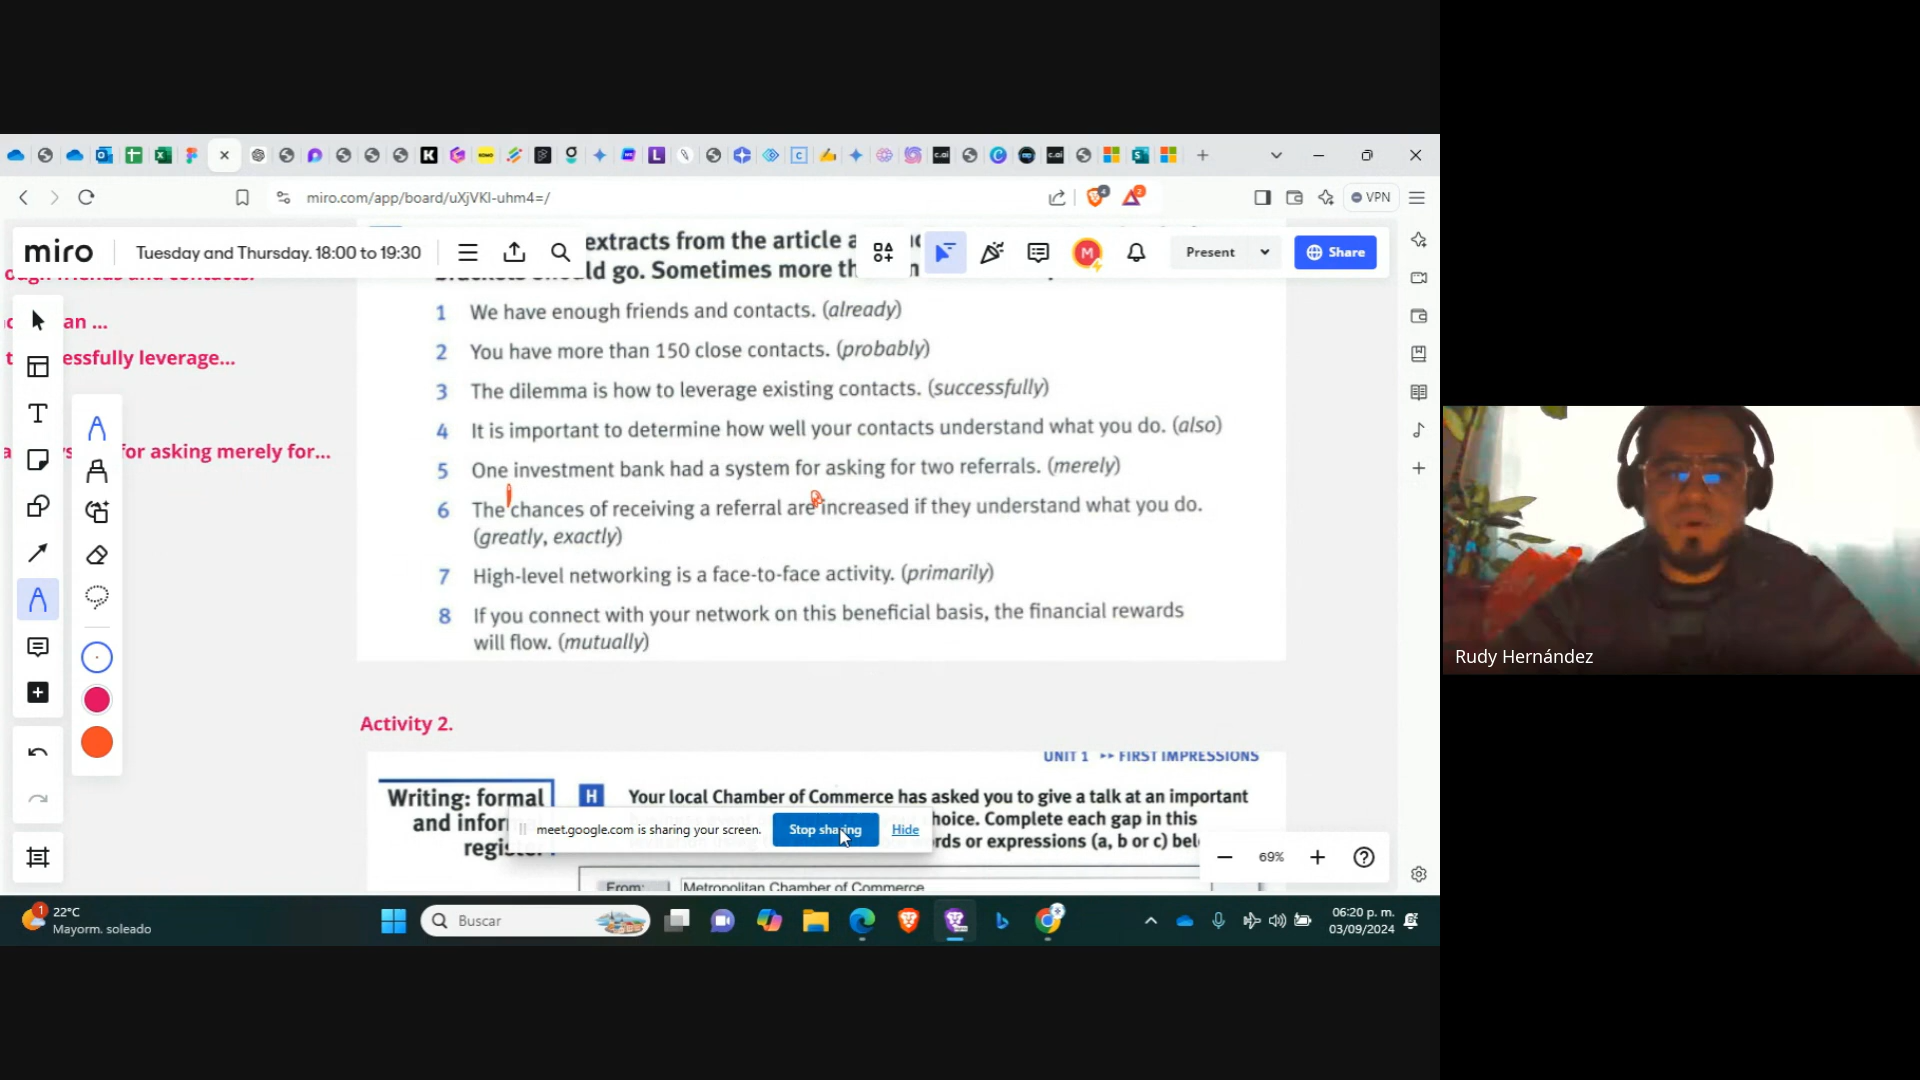 miro.com/app/board/uXjVKl-uhm4=/
VPN
miro
Tuesday and Thursday. 18:00 to 19:30
Present
Share
extracts from the article a
ld go. Sometimes more th
1 We have enough friends and contacts. (already)
2 You have more than 150 close contacts. (probably)
3 The dilemma is how to leverage existing contacts. (successfully)
4 It is important to determine how well your contacts understand what you do. (also)
5 One investment bank had a system for asking for two referrals. (merely)
6 The chances of receiving a referral are increased if they understand what you do.
(greatly, exactly)
7 High-level networking is a face-to-face activity. (primarily)
8 If you connect with your network on this beneficial basis, the financial rewards
will flow. (mutually)
an ...
essfully leverage...
for asking merely for...
Activity 2.
UNIT 1 ▸▸ FIRST IMPRESSIONS
Writing: formal
and infor
regist
H Your local Chamber of Commerce has asked you to give a talk at an important
hoice. Complete each gap in this
rds or expressions (a, b or c) bel
From: Metropolitan Chamber of Commerce
meet.google.com is sharing your screen.
Stop sharing
Hide
69%
22°C
Mayorm. soleado
Buscar
06:20 p. m.
03/09/2024
Rudy Hernández